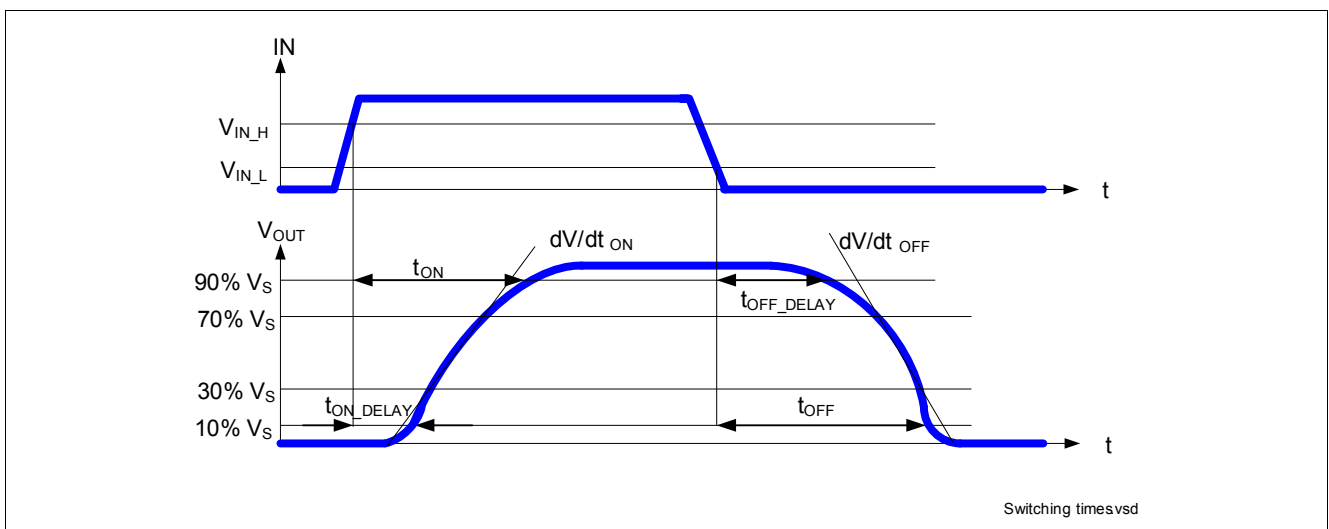 IN
V_IN_H
V_IN_L
t
V_OUT
dV/dt ON
dV/dt OFF
90% V_S
t_ON
t_OFF_DELAY
70% V_S
30% V_S
t_ON_DELAY
t_OFF
10% V_S
t
Switching times.vsd